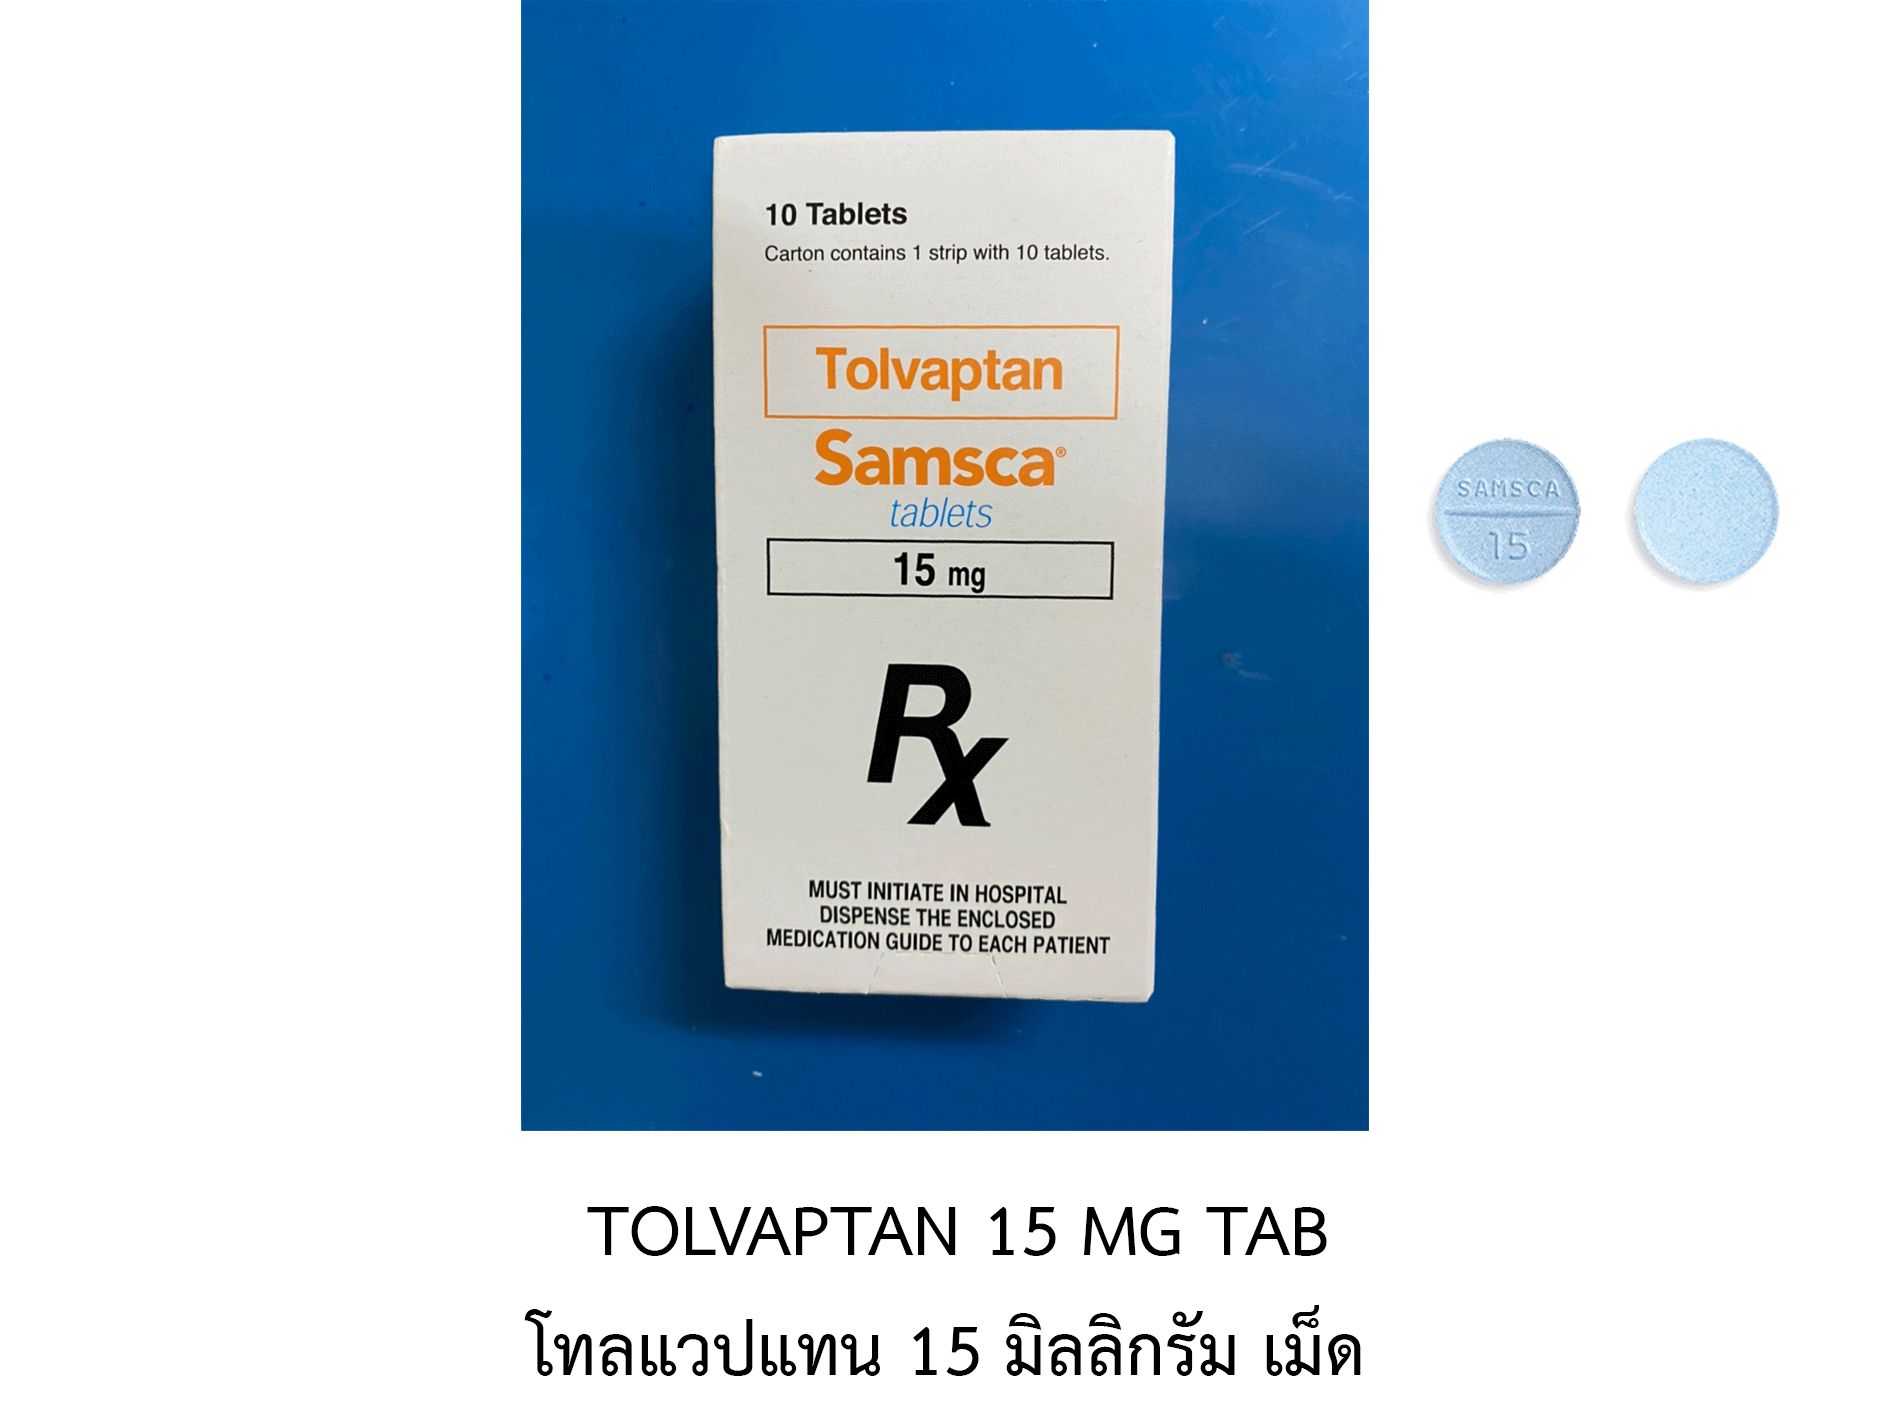 10 Tablets
Carton contains 1 strip with 10 tablets.
Tolvaptan
Samsca®
tablets
15 mg
Rx
MUST INITIATE IN HOSPITAL
DISPENSE THE ENCLOSED
MEDICATION GUIDE TO EACH PATIENT
SAMSCA
15
TOLVAPTAN 15 MG TAB
โทลแวปแทน 15 มิลลิกรัม เม็ด